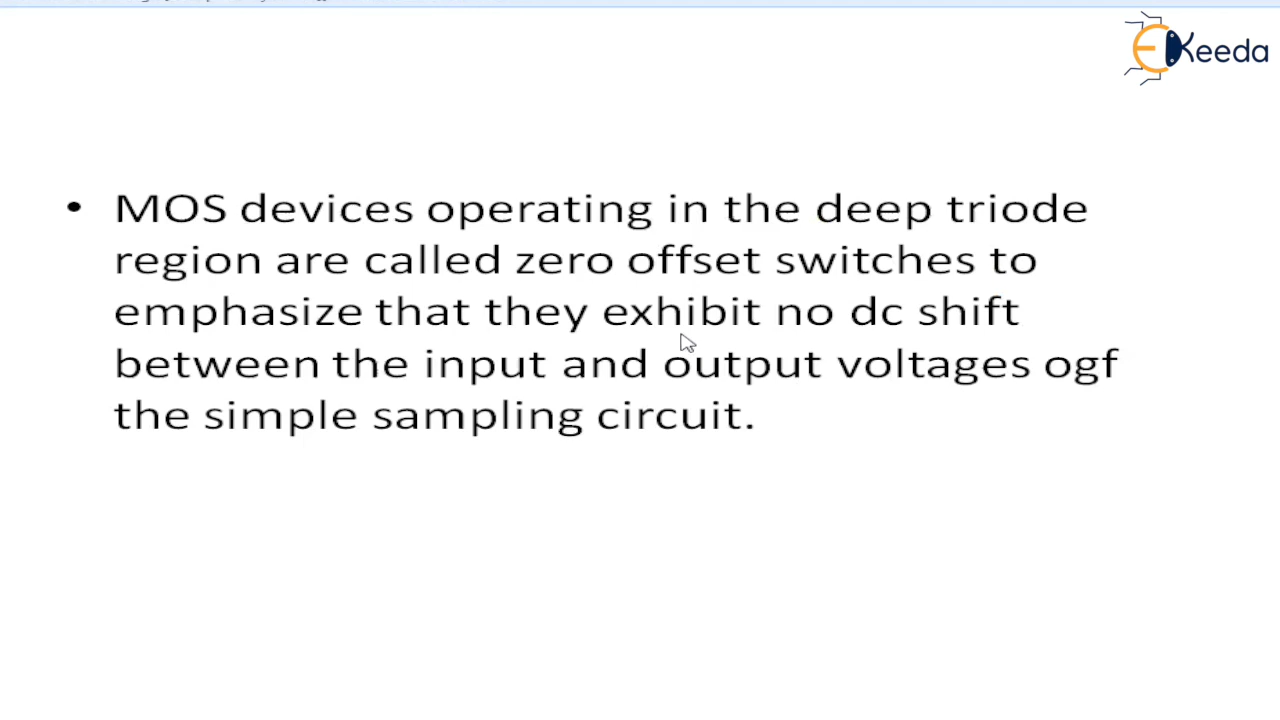 EKeeda
• MOS devices operating in the deep triode
region are called zero offset switches to
emphasize that they exhibit no dc shift
between the input and output voltages ogf
the simple sampling circuit.